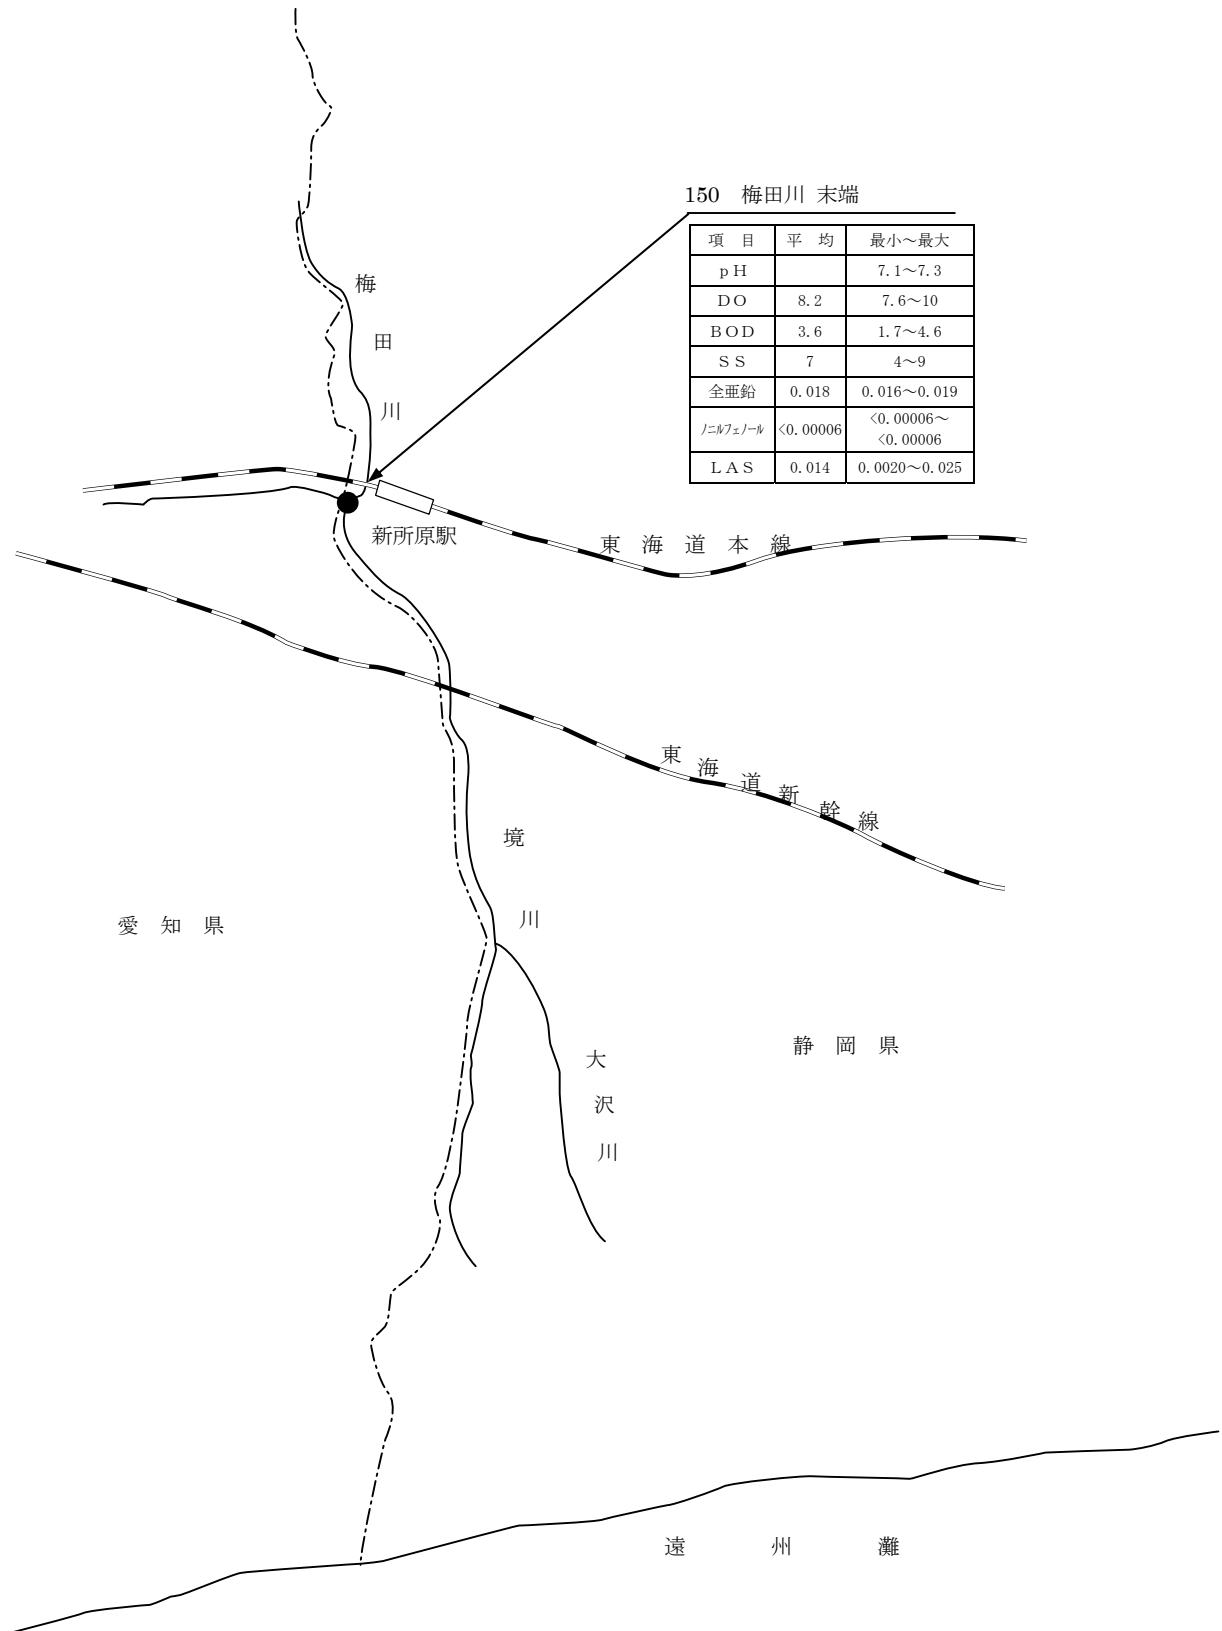 150　梅田川 末端
項　目　平　均　最小～最大
ｐＨ　7.1～7.3
ＤＯ　8.2　7.6～10
ＢＯＤ　3.6　1.7～4.6
ＳＳ　7　4～9
全亜鉛　0.018　0.016～0.019
ﾉﾆﾙﾌｪﾉｰﾙ　<0.00006　<0.00006～
<0.00006
ＬＡＳ　0.014　0.0020～0.025
梅田川
新所原駅
東海道本線
東海道新幹線
境川
愛知県
静岡県
大沢川
遠州灘